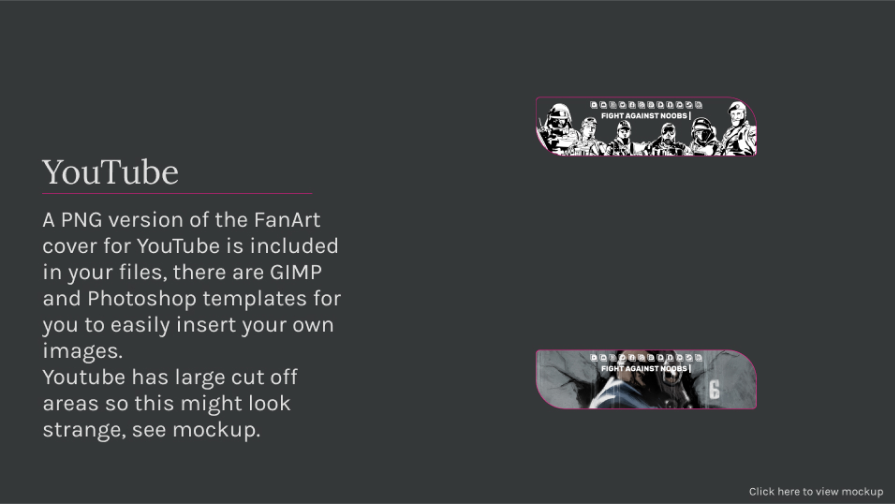 YouTube
A PNG version of the FanArt
cover for YouTube is included
in your files, there are GIMP
and Photoshop templates for
you to easily insert your own
images.
Youtube has large cut off
areas so this might look
strange, see mockup.
FIGHT AGAINST NOOBS |
FIGHT AGAINST NOOBS |
6
Click here to view mockup